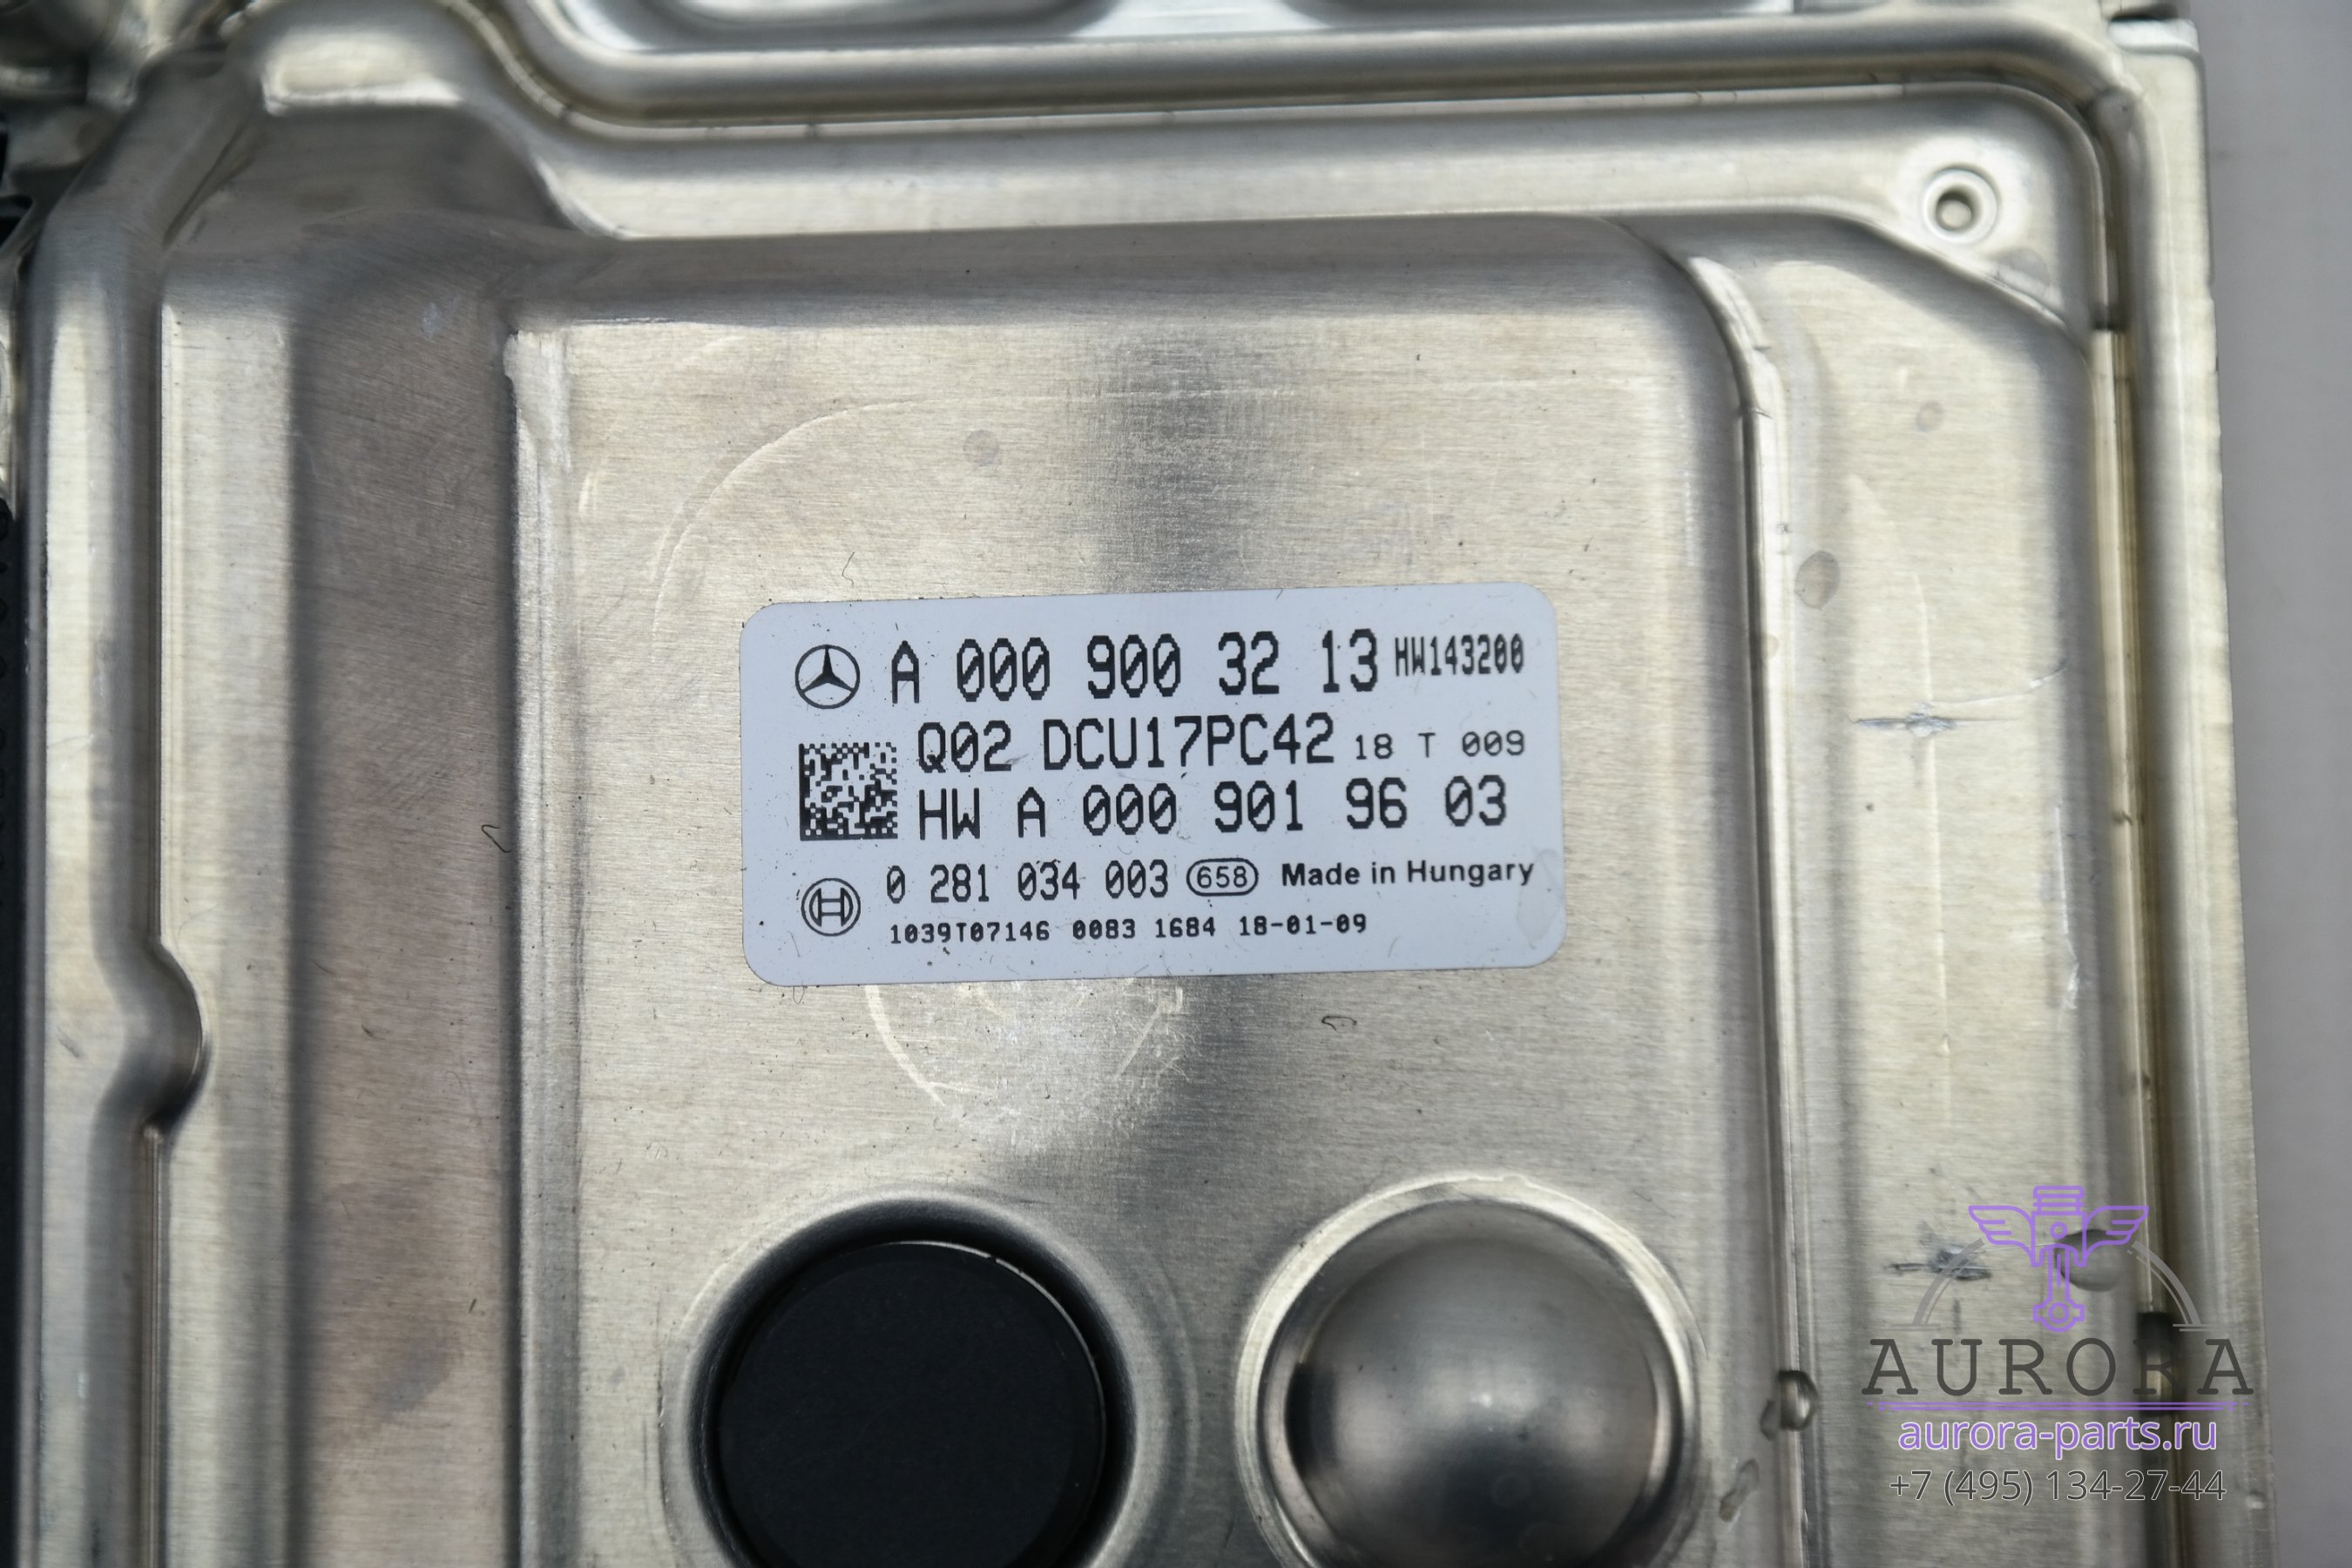 A 000 900 32 13 HW143200
Q02 DCU17PC42 18 T 009
HW A 000 901 96 03
0 281 034 003 658 Made in Hungary
1039T07146 0083 1684 18-01-09
AURORA
aurora-parts.ru
+7 (495) 134-27-44